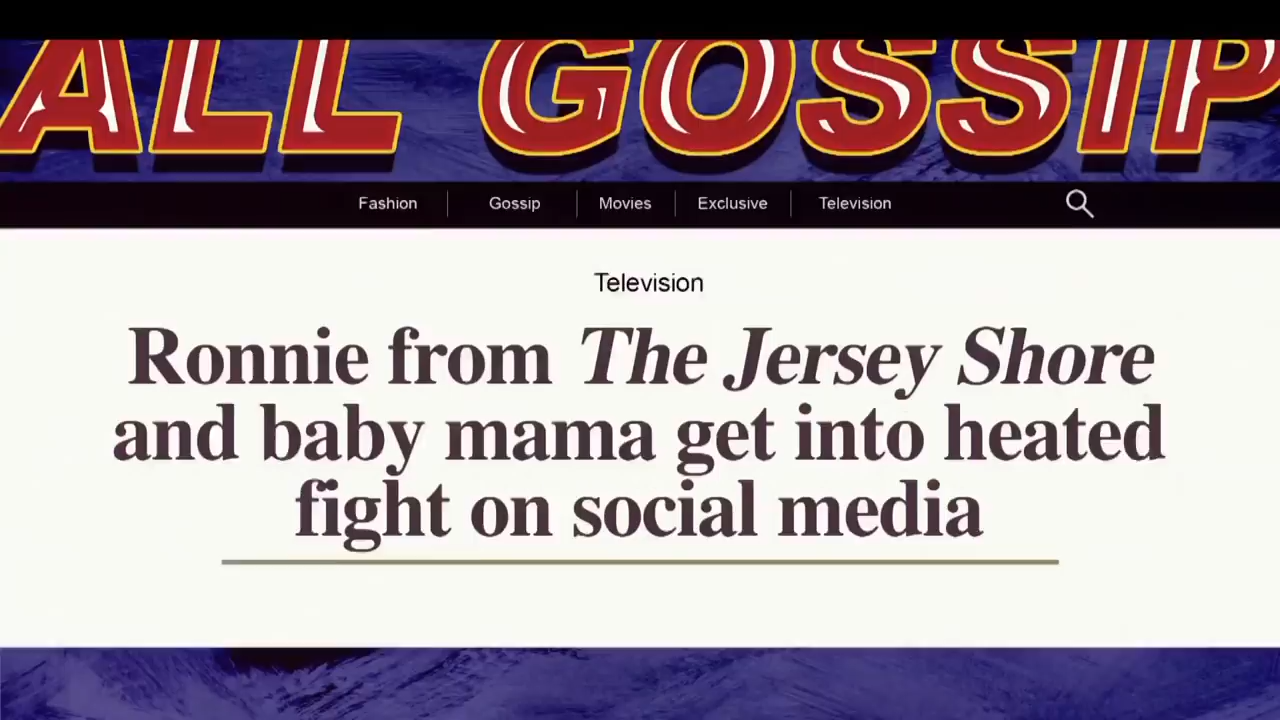 ALL GOSSIP
Fashion
Gossip
Movies
Exclusive
Television
Television
Ronnie from The Jersey Shore
and baby mama get into heated
fight on social media